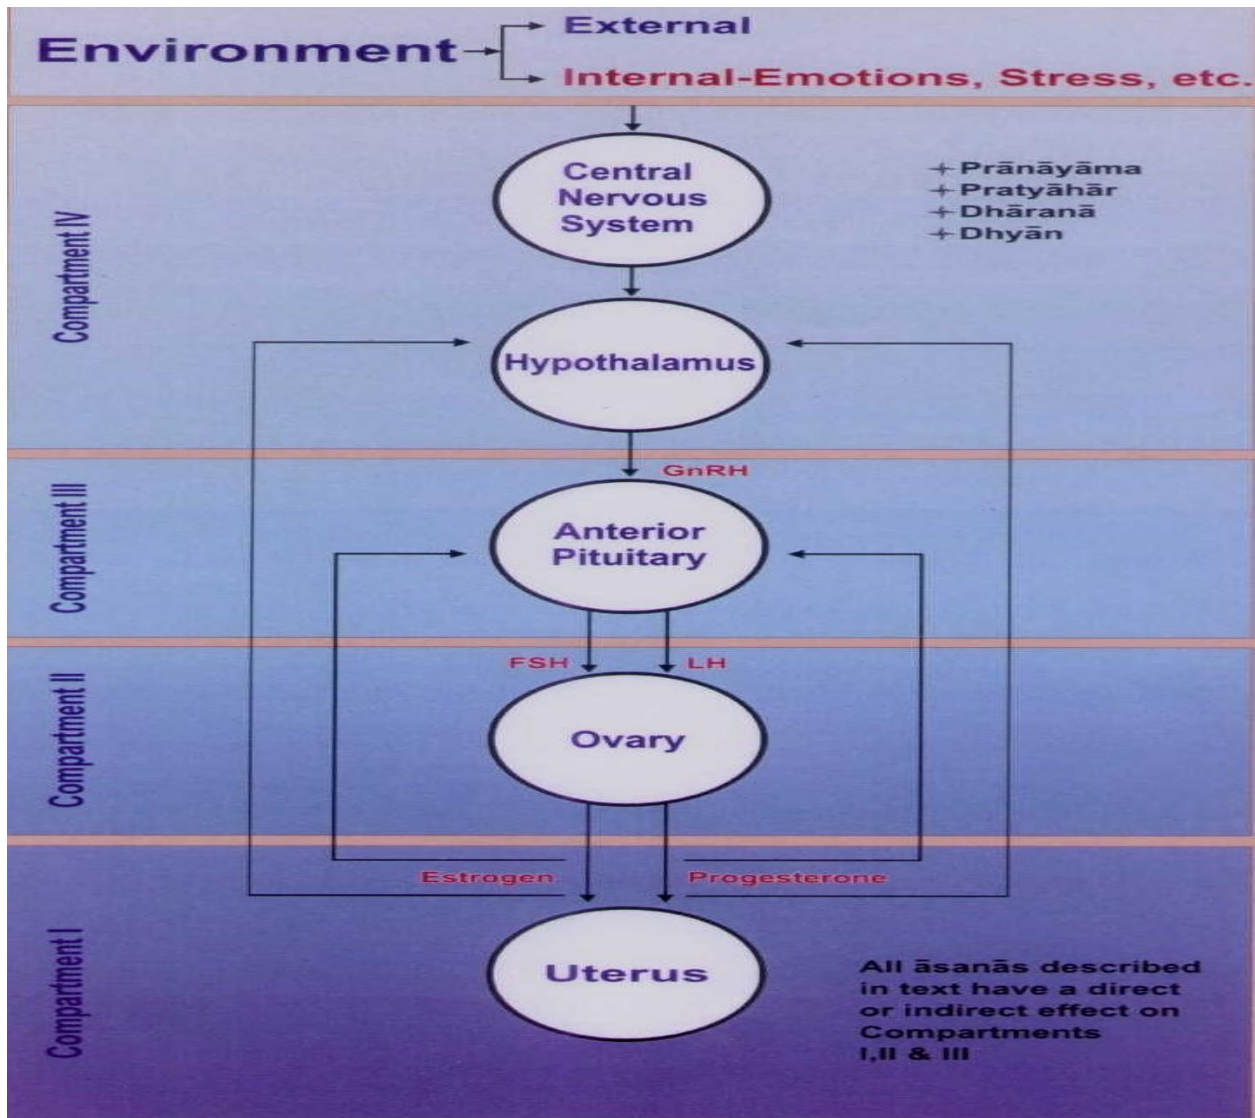 Environment
External
Internal-Emotions, Stress, etc.
Compartment IV
Central
Nervous
System
Prānāyāma
Pratyāhār
Dhāranā
Dhyān
Hypothalamus
Compartment III
GnRH
Anterior
Pituitary
Compartment II
FSH
LH
Ovary
Compartment I
Estrogen
Progesterone
Uterus
All āsanās described
in text have a direct
or indirect effect on
Compartments
I,II & III